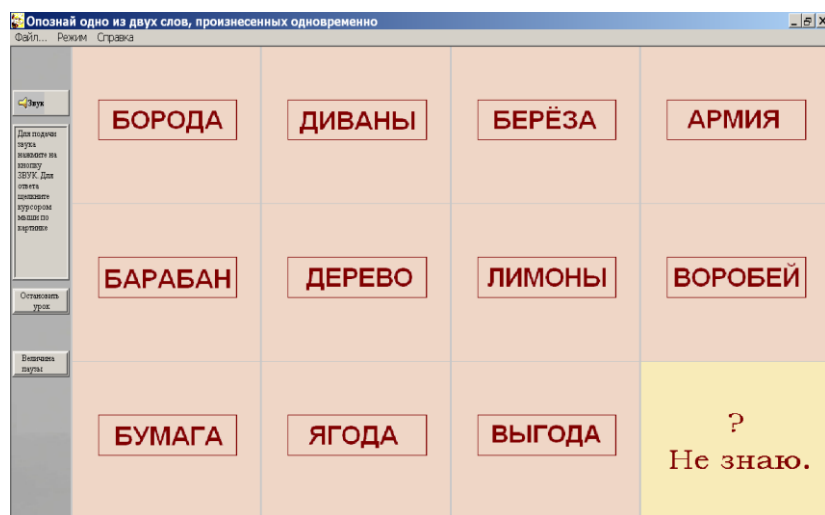 Опознай одно из двух слов, произнесенных одновременно
Файл... Режим Справка
Звук
Для подачи
звука
нажмите на
кнопку
ЗВУК. Для
ответа
щелкните
курсором
мыши по
картинке
Остановить
урок
Величина
паузы
БОРОДА ДИВАНЫ БЕРЁЗА АРМИЯ
БАРАБАН ДЕРЕВО ЛИМОНЫ ВОРОБЕЙ
БУМАГА ЯГОДА ВЫГОДА ?
Не знаю.